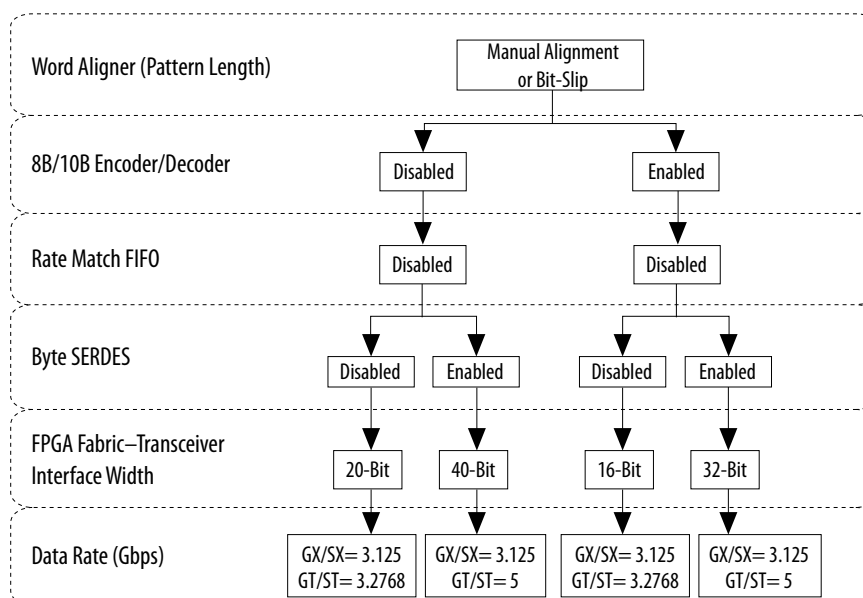 Word Aligner (Pattern Length)
Manual Alignment
or Bit-Slip
8B/10B Encoder/Decoder
Disabled
Enabled
Rate Match FIFO
Disabled
Disabled
Byte SERDES
Disabled
Enabled
Disabled
Enabled
FPGA Fabric–Transceiver
Interface Width
20-Bit
40-Bit
16-Bit
32-Bit
Data Rate (Gbps)
GX/SX= 3.125
GT/ST= 3.2768
GX/SX= 3.125
GT/ST= 5
GX/SX= 3.125
GT/ST= 3.2768
GX/SX= 3.125
GT/ST= 5